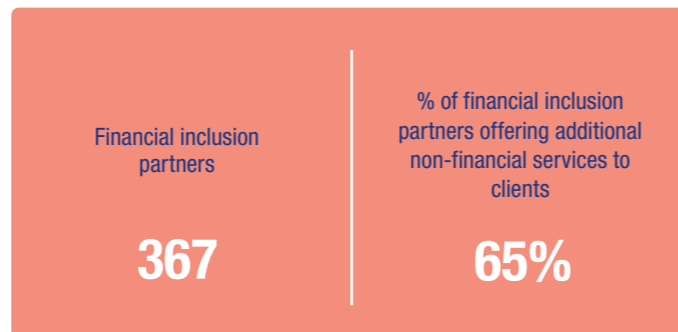 Financial inclusion
partners
367
% of financial inclusion
partners offering additional
non-financial services to
clients
65%